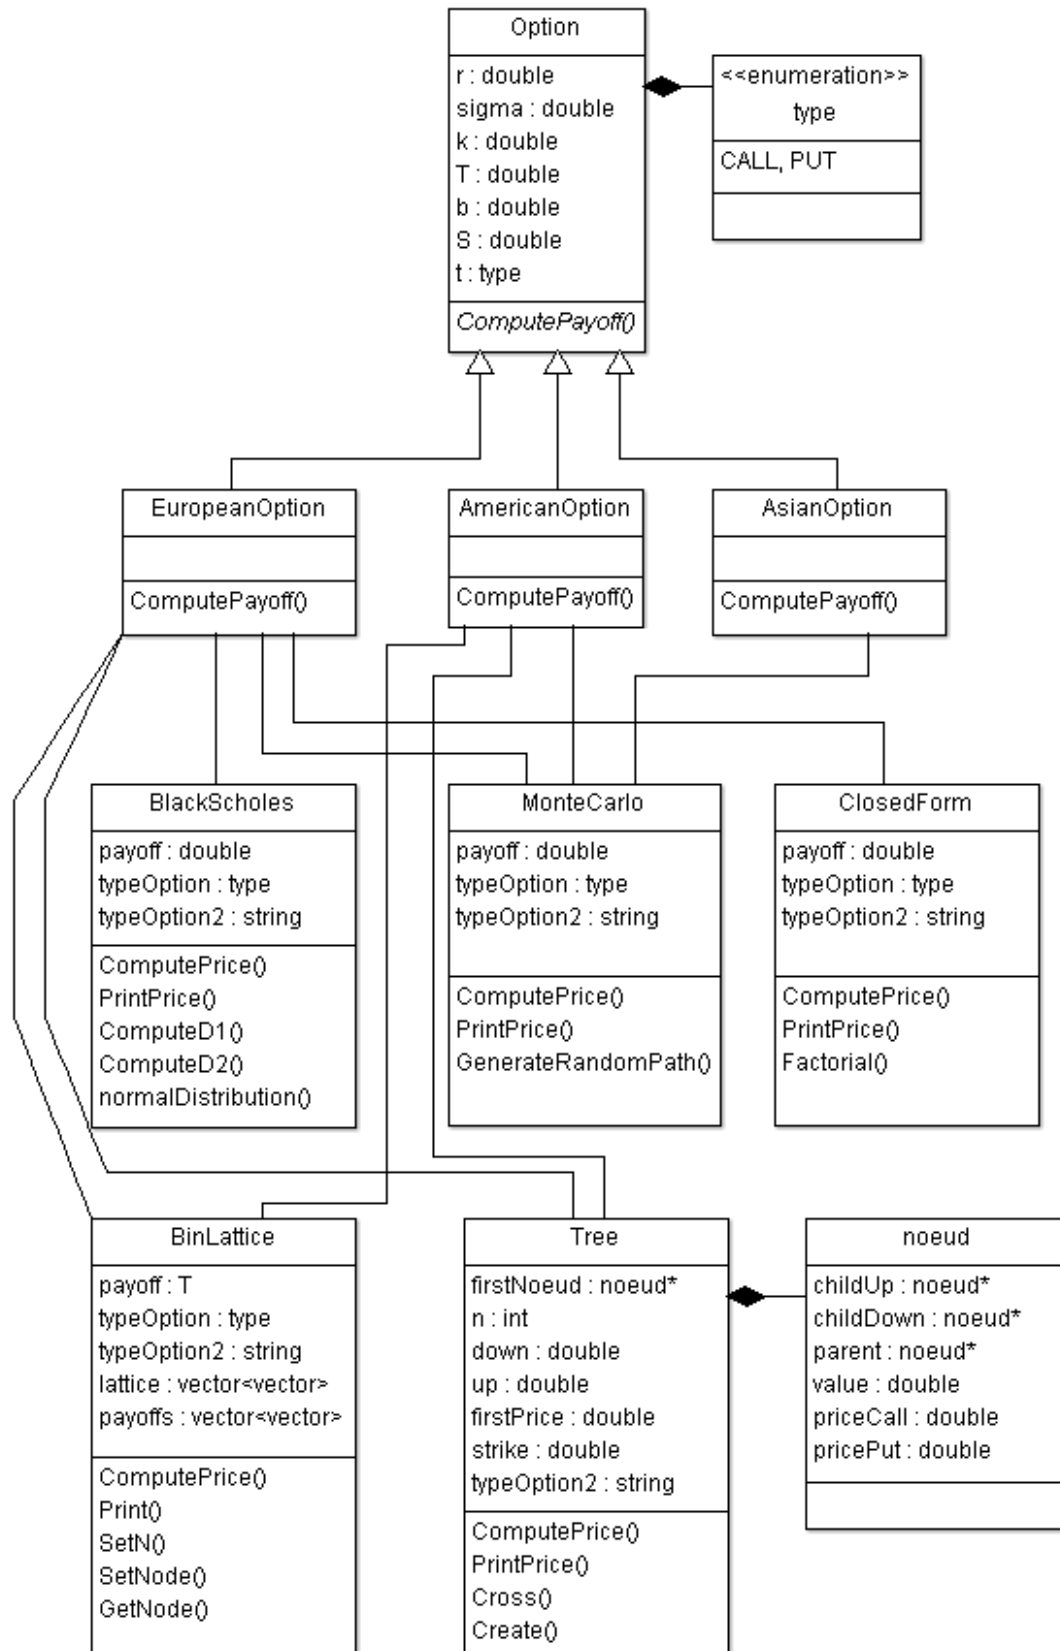 Option
r : double
sigma : double
k : double
T : double
b : double
S : double
t : type
ComputePayoff()
<<enumeration>>
type
CALL, PUT
EuropeanOption
ComputePayoff()
AmericanOption
ComputePayoff()
AsianOption
ComputePayoff()
BlackScholes
payoff : double
typeOption : type
typeOption2 : string
ComputePrice()
PrintPrice()
ComputeD1()
ComputeD2()
normalDistribution()
MonteCarlo
payoff : double
typeOption : type
typeOption2 : string
ComputePrice()
PrintPrice()
GenerateRandomPath()
ClosedForm
payoff : double
typeOption : type
typeOption2 : string
ComputePrice()
PrintPrice()
Factorial()
BinLattice
payoff : T
typeOption : type
typeOption2 : string
lattice : vector<vector>
payoffs : vector<vector>
ComputePrice()
Print()
SetN()
SetNode()
GetNode()
Tree
firstNoeud : noeud*
n : int
down : double
up : double
firstPrice : double
strike : double
typeOption2 : string
ComputePrice()
PrintPrice()
Cross()
Create()
noeud
childUp : noeud*
childDown : noeud*
parent : noeud*
value : double
priceCall : double
pricePut : double